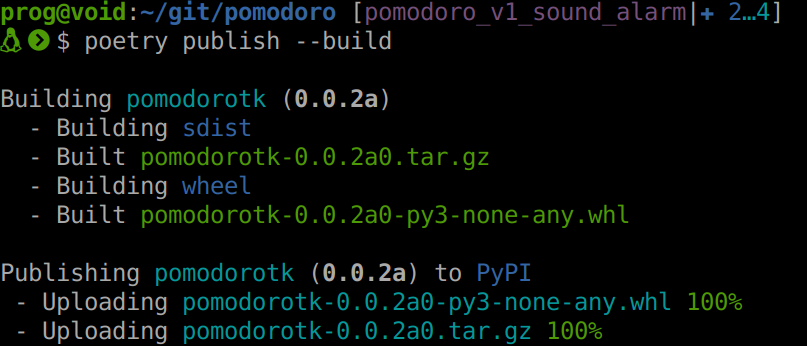 prog@void:~/git/pomodoro [pomodoro_v1_sound_alarm|+ 2…4]
$ poetry publish --build
Building pomodorotk (0.0.2a)
- Building sdist
- Built pomodorotk-0.0.2a0.tar.gz
- Building wheel
- Built pomodorotk-0.0.2a0-py3-none-any.whl
Publishing pomodorotk (0.0.2a) to PyPI
- Uploading pomodorotk-0.0.2a0-py3-none-any.whl 100%
- Uploading pomodorotk-0.0.2a0.tar.gz 100%